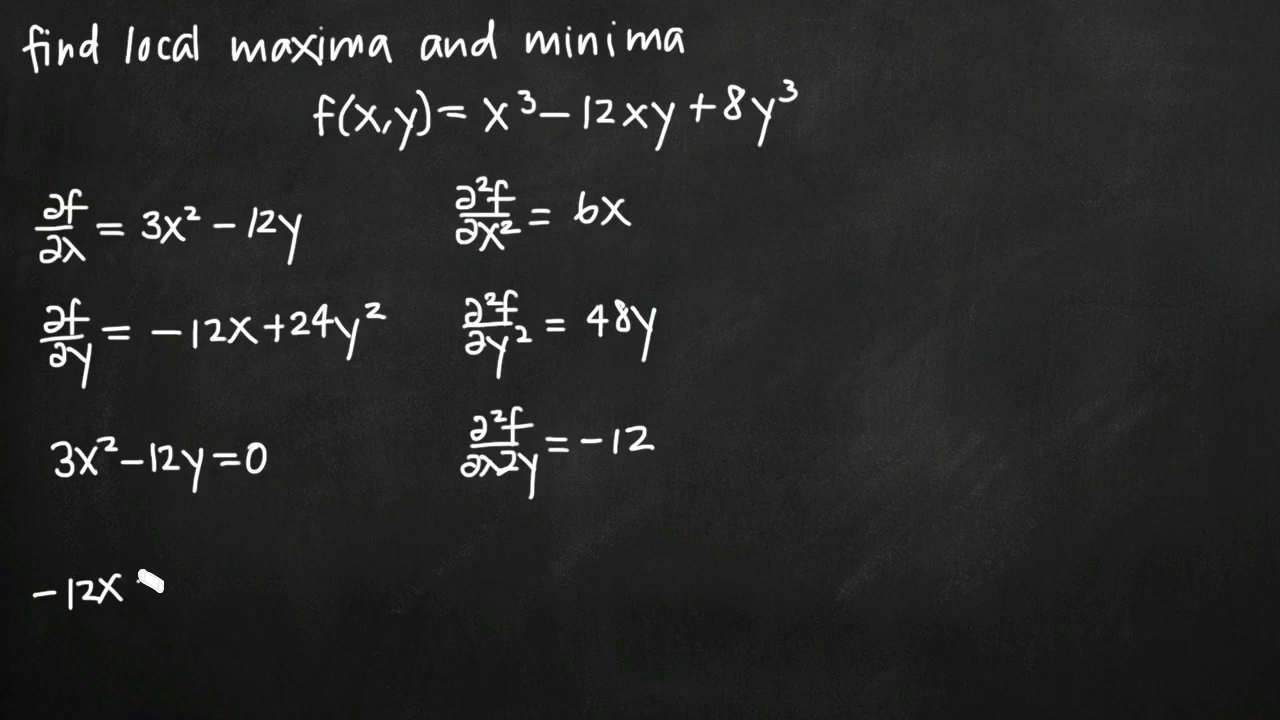 find local maxima and minima
f(x,y) = x³ - 12xy + 8y³
∂f/∂x = 3x² - 12y
∂²f/∂x² = 6x
∂f/∂y = -12x + 24y²
∂²f/∂y² = 48y
3x² - 12y = 0
∂²f/∂x∂y = -12
-12x